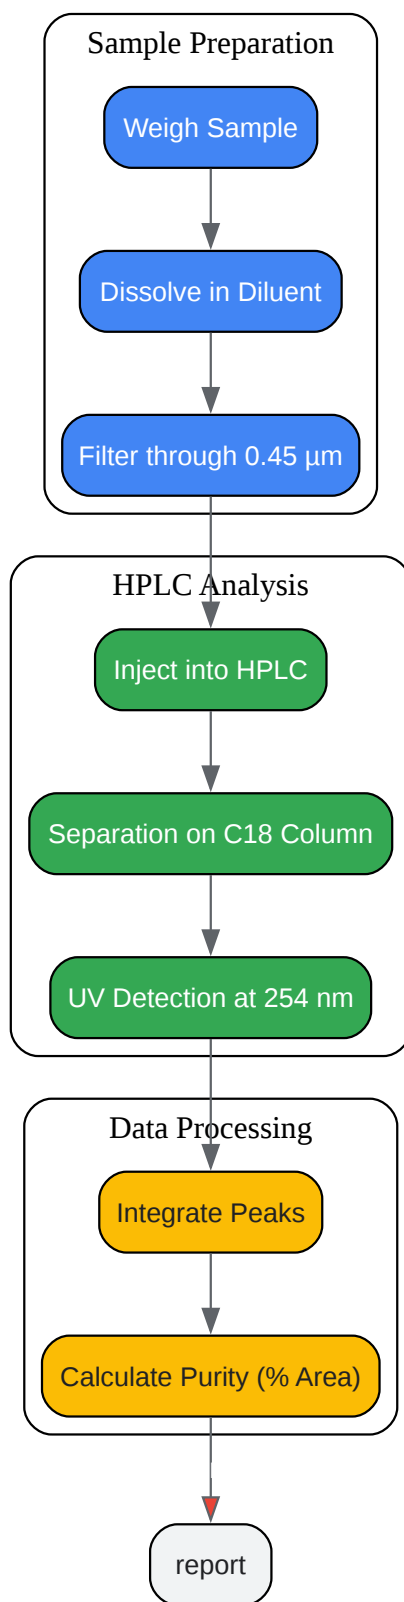 Sample Preparation
Weigh Sample
Dissolve in Diluent
Filter through 0.45 µm
HPLC Analysis
Inject into HPLC
Separation on C18 Column
UV Detection at 254 nm
Data Processing
Integrate Peaks
Calculate Purity (% Area)
report